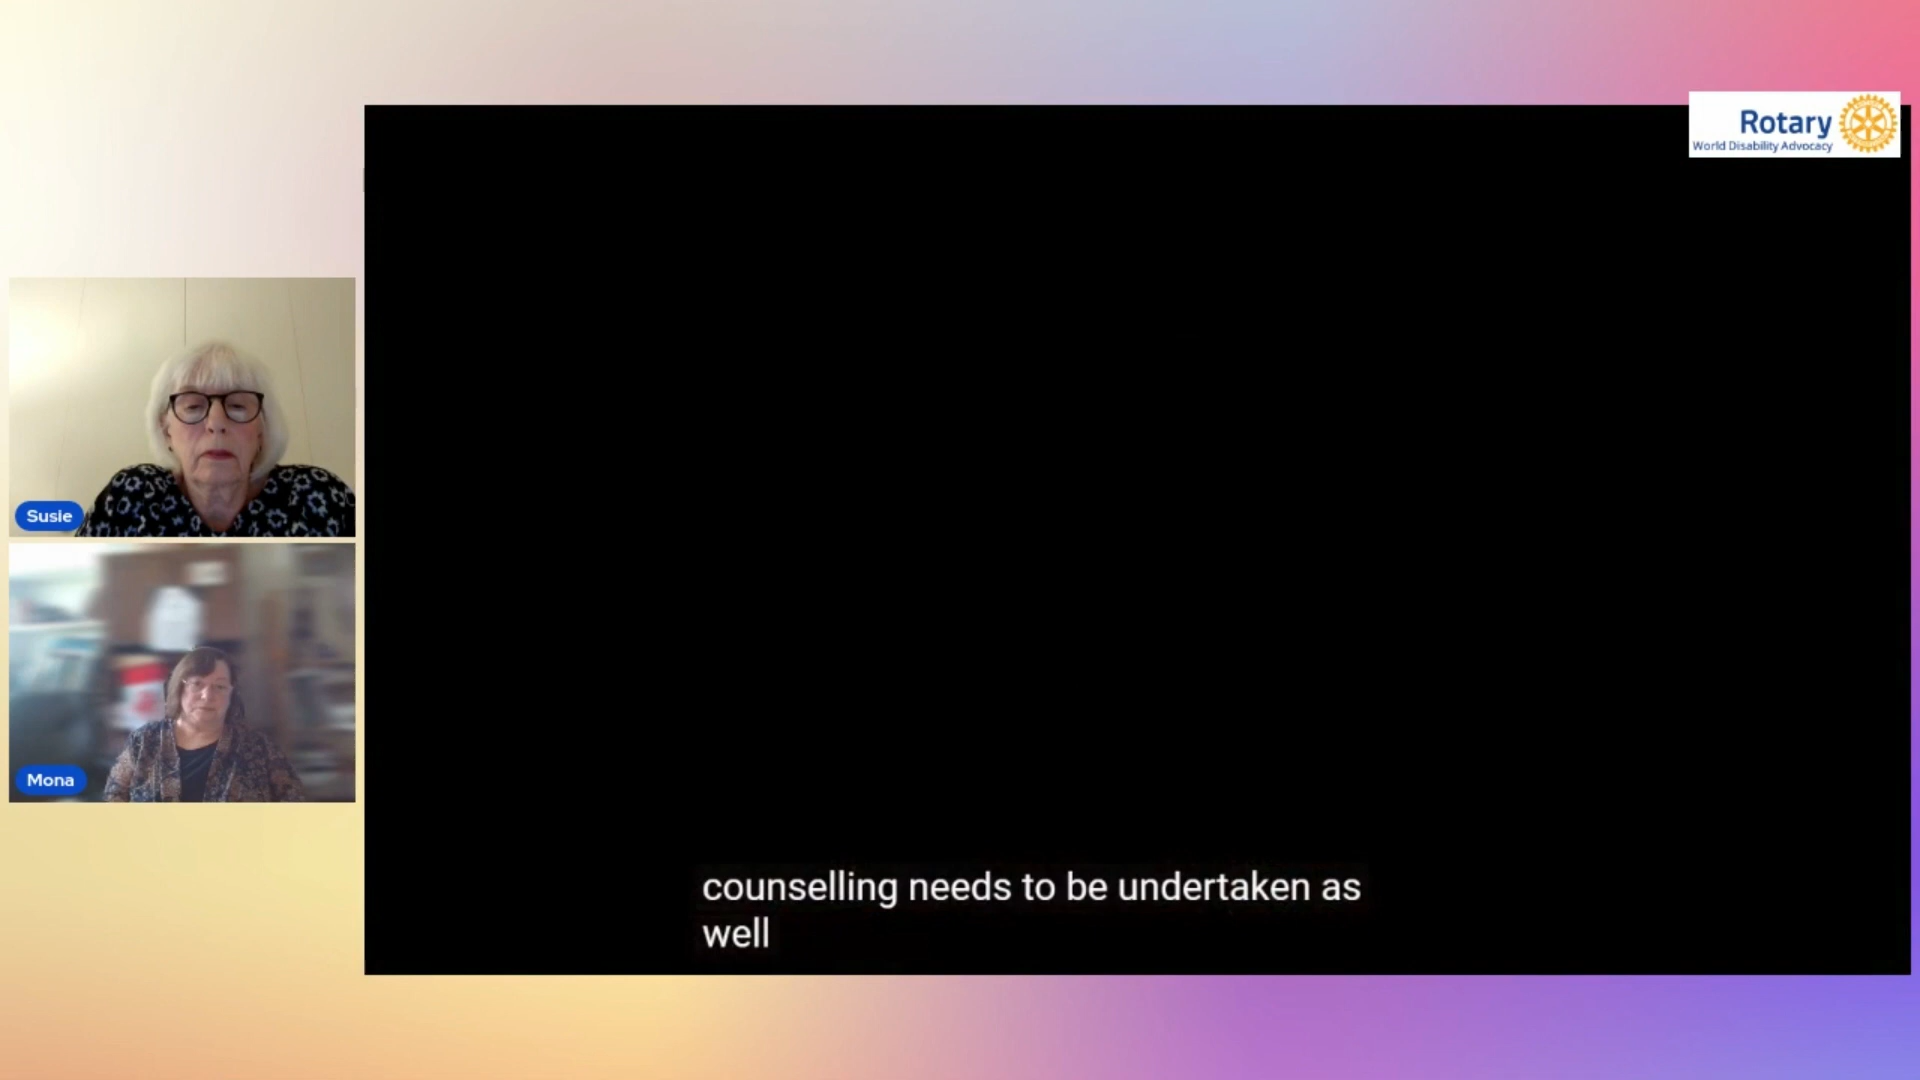 Rotary
World Disability Advocacy
Susie
Mona
counselling needs to be undertaken as
well